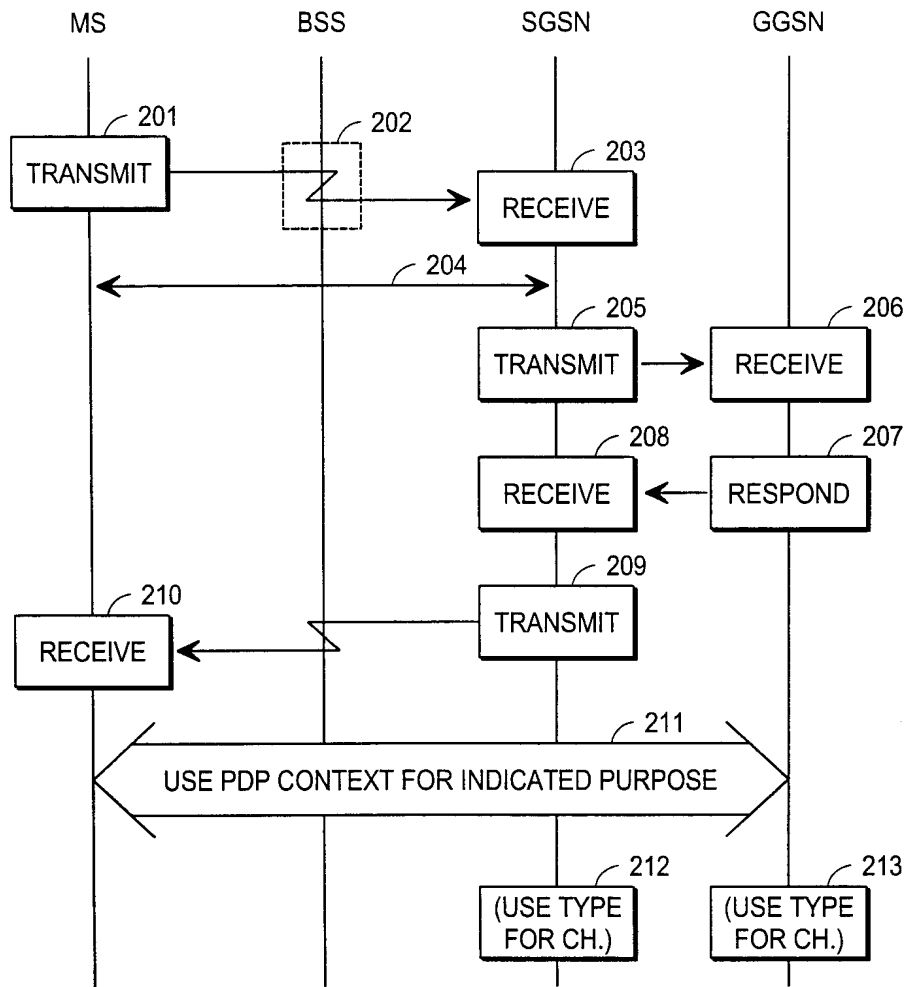 MS BSS SGSN GGSN
201
202
TRANSMIT
203
RECEIVE
204
205
206
TRANSMIT
RECEIVE
208
207
RECEIVE
RESPOND
209
210
TRANSMIT
RECEIVE
211
USE PDP CONTEXT FOR INDICATED PURPOSE
212
213
(USE TYPE
FOR CH.)
(USE TYPE
FOR CH.)